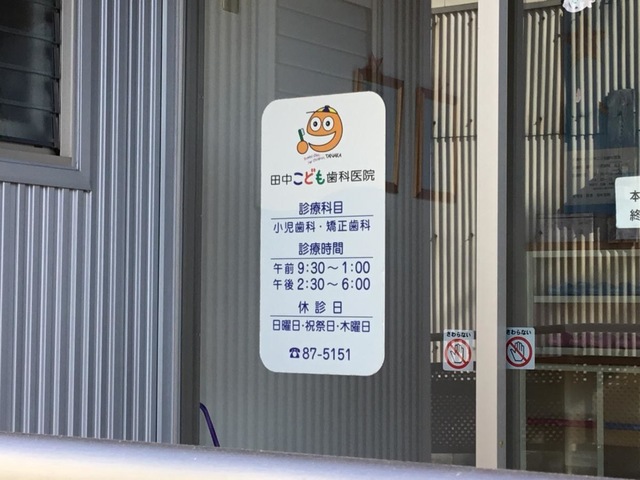 TANAKA
田中こども歯科医院
診療科目
小児歯科・矯正歯科
診療時間
午前 9:30～1:00
午後 2:30～6:00
休診日
日曜日・祝祭日・木曜日
☎87-5151
さわらない
さわらない
本
終